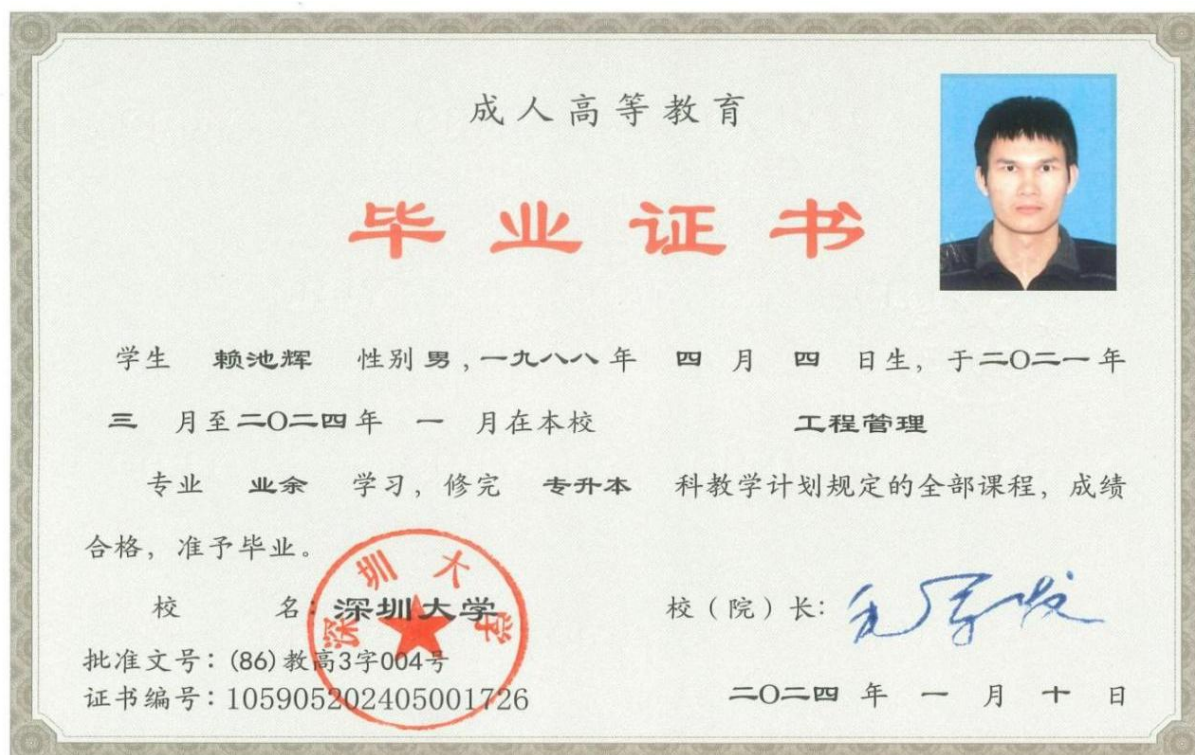 成人高等教育
毕业证书
学生 赖池辉 性别 男，一九八八年 四 月 四 日生，于二〇二一年
三 月至二〇二四年 一 月在本校 工程管理
专业 业余 学习，修完 专升本 科教学计划规定的全部课程，成绩
合格，准予毕业。
校 名：深圳大学 校（院）长：
深圳大学
批准文号：(86)教高3字004号
证书编号：105905202405001726
二〇二四 年 一 月 十 日